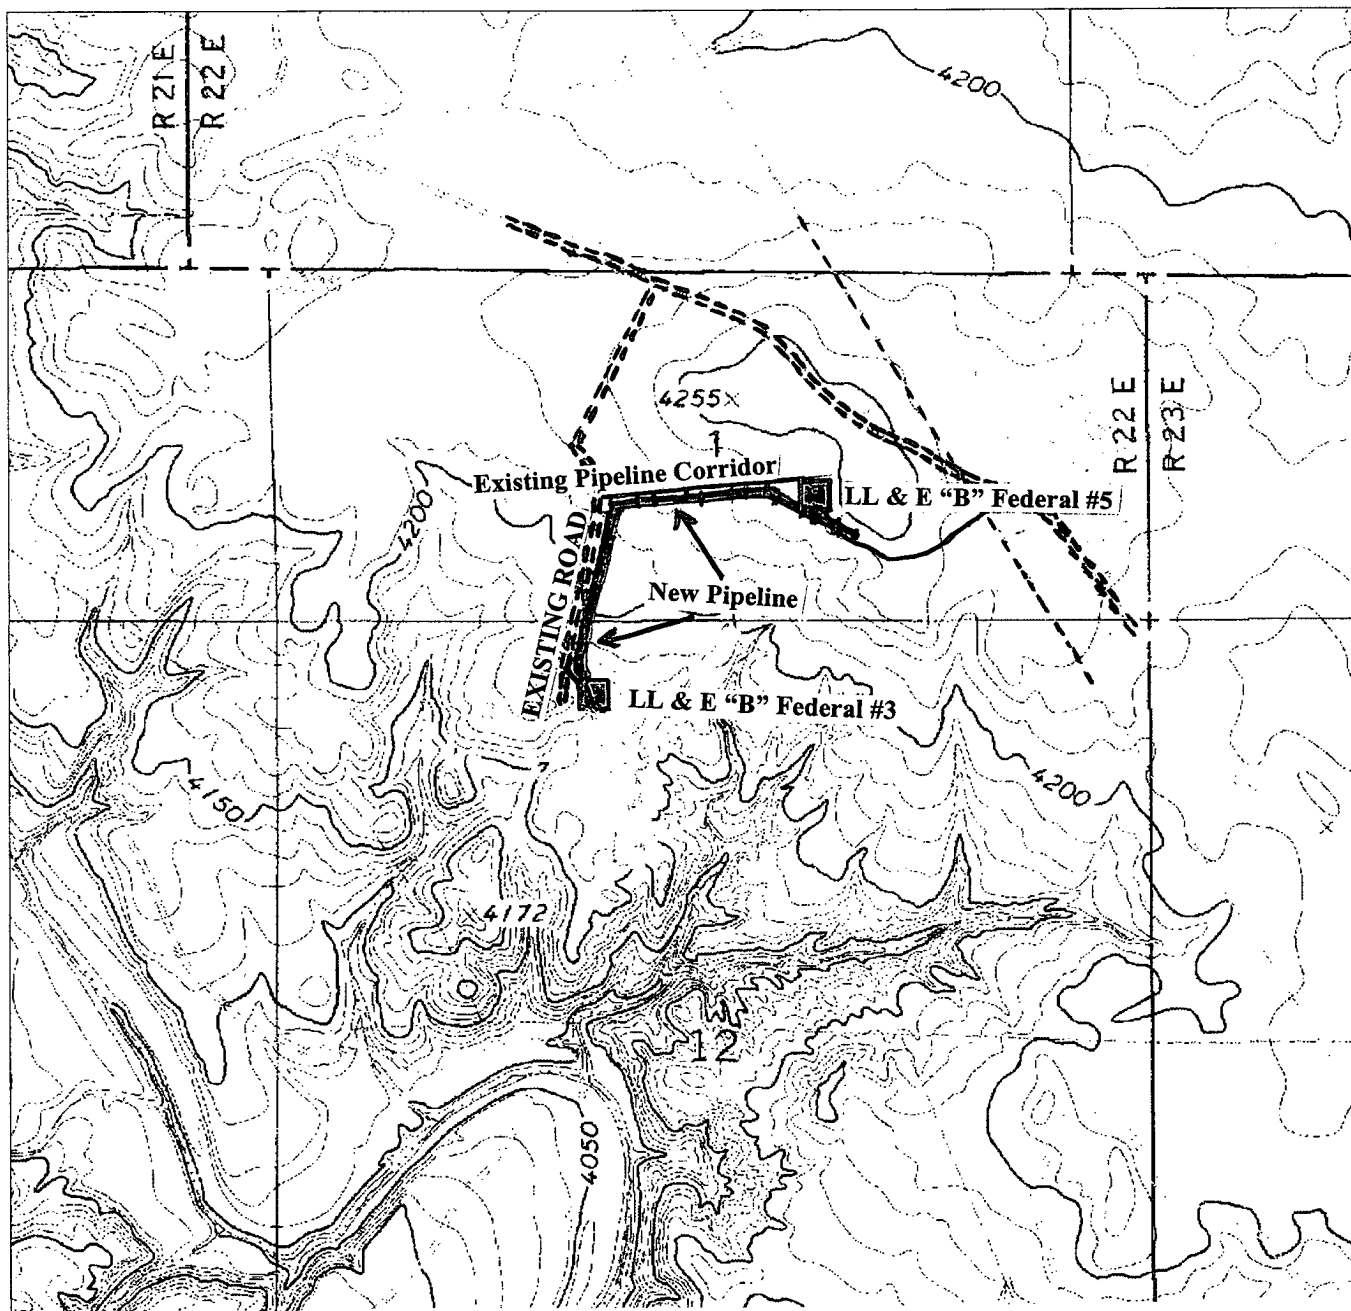 R 21 E
R 22 E
4200
4255×
R 22 E
R 23 E
1
Existing Pipeline Corridor
LL & E “B” Federal #5
4200
EXISTING ROAD
New Pipeline
LL & E “B” Federal #3
4150
4200
×4172
12
4050